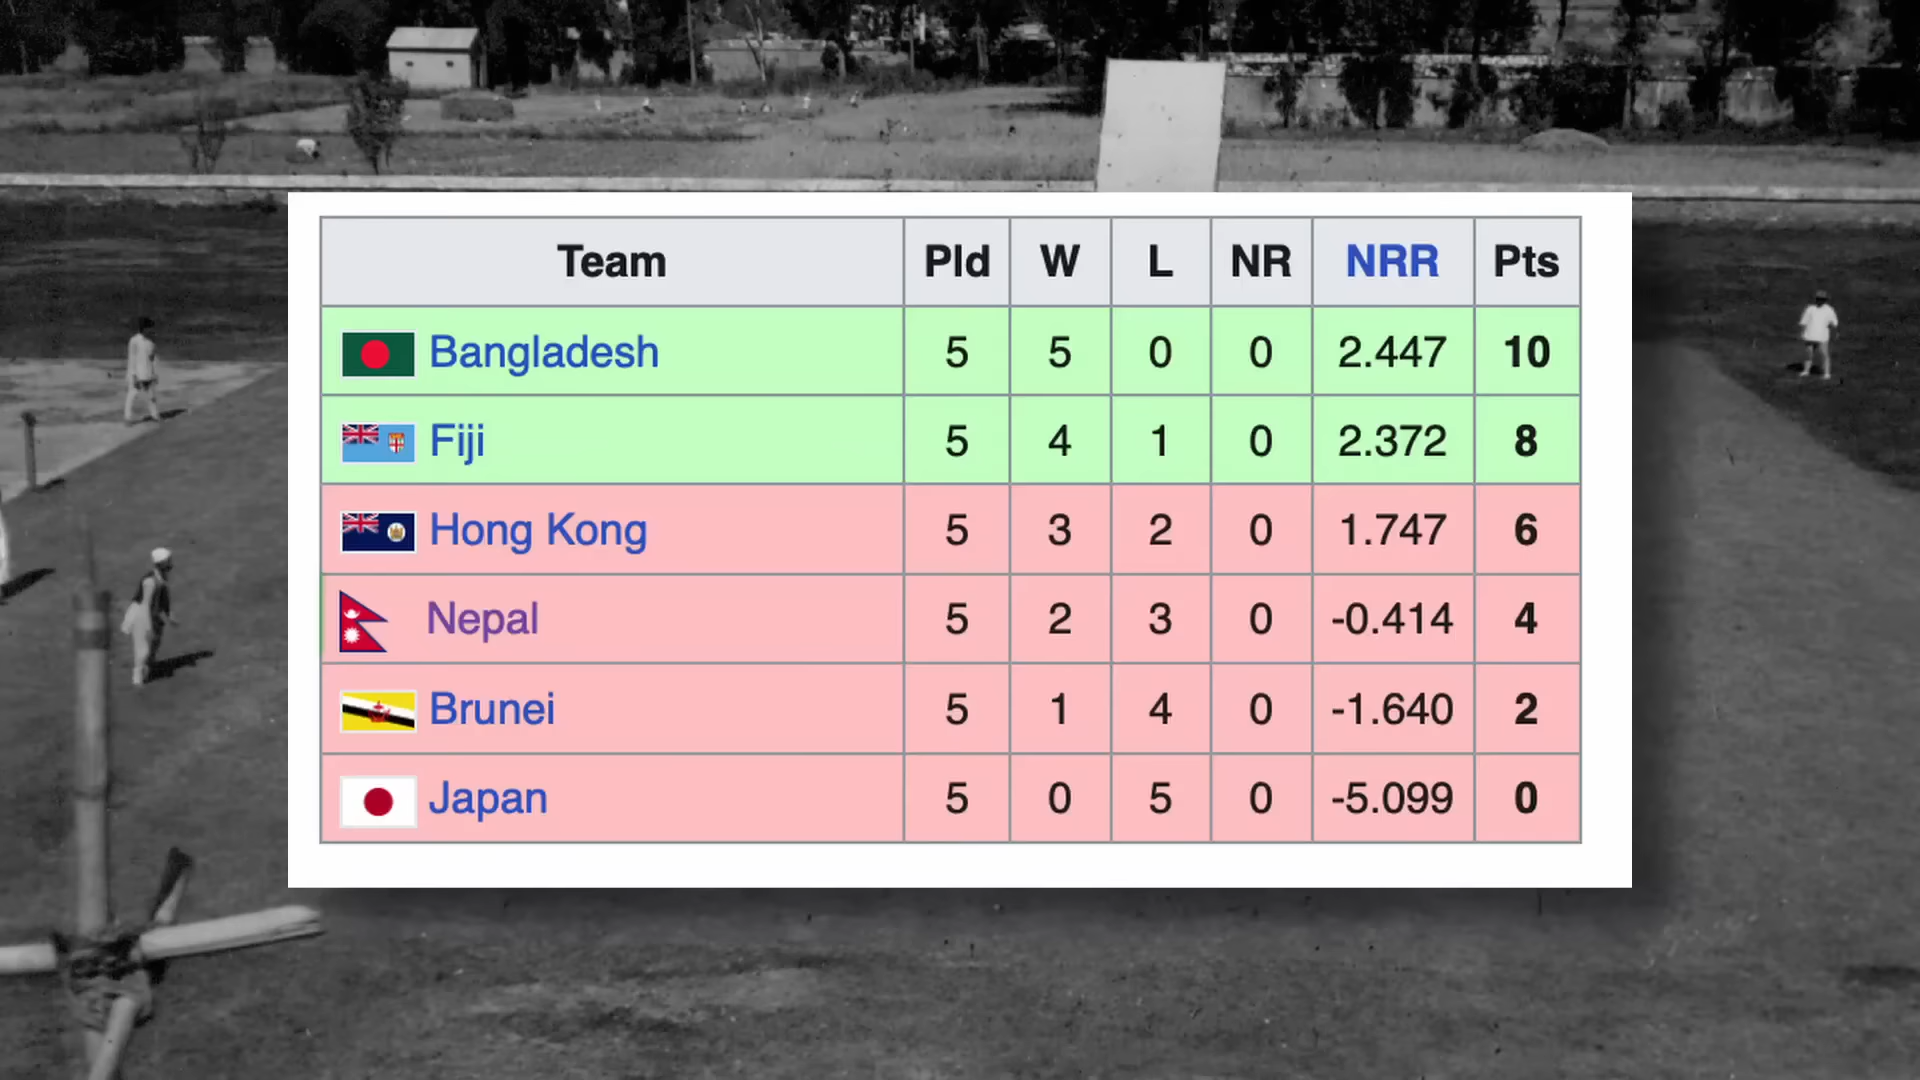 Team Pld W L NR NRR Pts
Bangladesh 5 5 0 0 2.447 10
Fiji 5 4 1 0 2.372 8
Hong Kong 5 3 2 0 1.747 6
Nepal 5 2 3 0 -0.414 4
Brunei 5 1 4 0 -1.640 2
Japan 5 0 5 0 -5.099 0